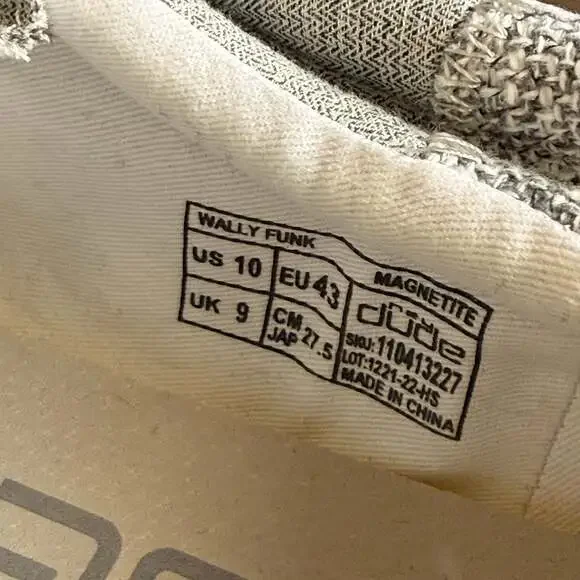 WALLY FUNK MAGNETITE
US 10
EU 43
UK 9
CM 27.5
JAP
dude
SKU: 110413227
LOT:1221-22-HS
MADE IN CHINA